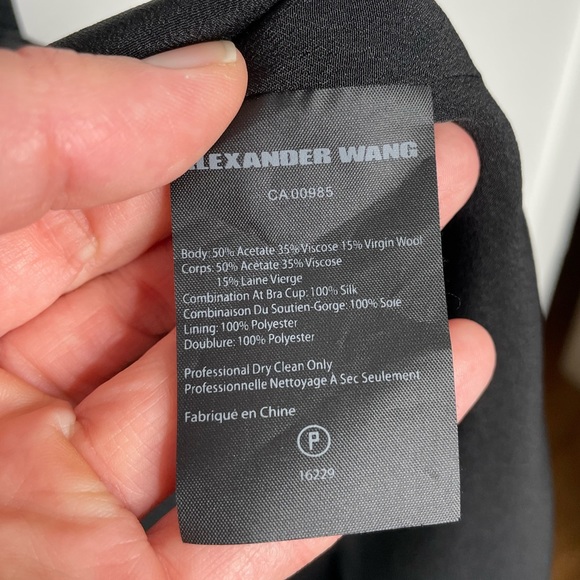 ALEXANDER WANG
CA 00985
Body: 50% Acetate 35% Viscose 15% Virgin Wool
Corps: 50% Acetate 35% Viscose
15% Laine Vierge
Combination At Bra Cup: 100% Silk
Combinaison Du Soutien-Gorge: 100% Soie
Lining: 100% Polyester
Doublure: 100% Polyester
Professional Dry Clean Only
Professionnelle Nettoyage À Sec Seulement
Fabriqué en Chine
P
16229